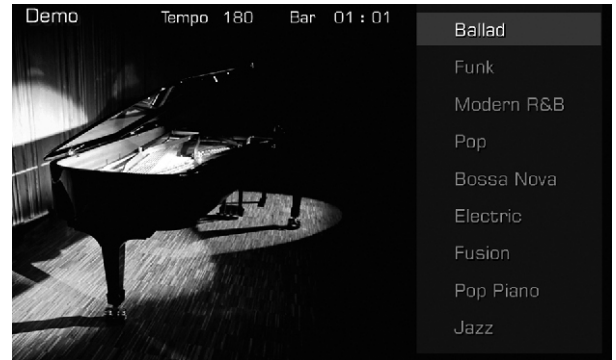 Demo Tempo 180 Bar 01 : 01
Ballad
Funk
Modern R&B
Pop
Bossa Nova
Electric
Fusion
Pop Piano
Jazz